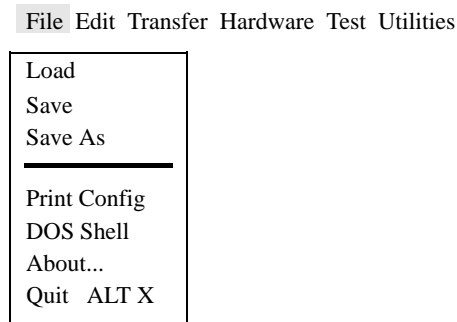 File Edit Transfer Hardware Test Utilities
Load
Save
Save As
Print Config
DOS Shell
About...
Quit ALT X